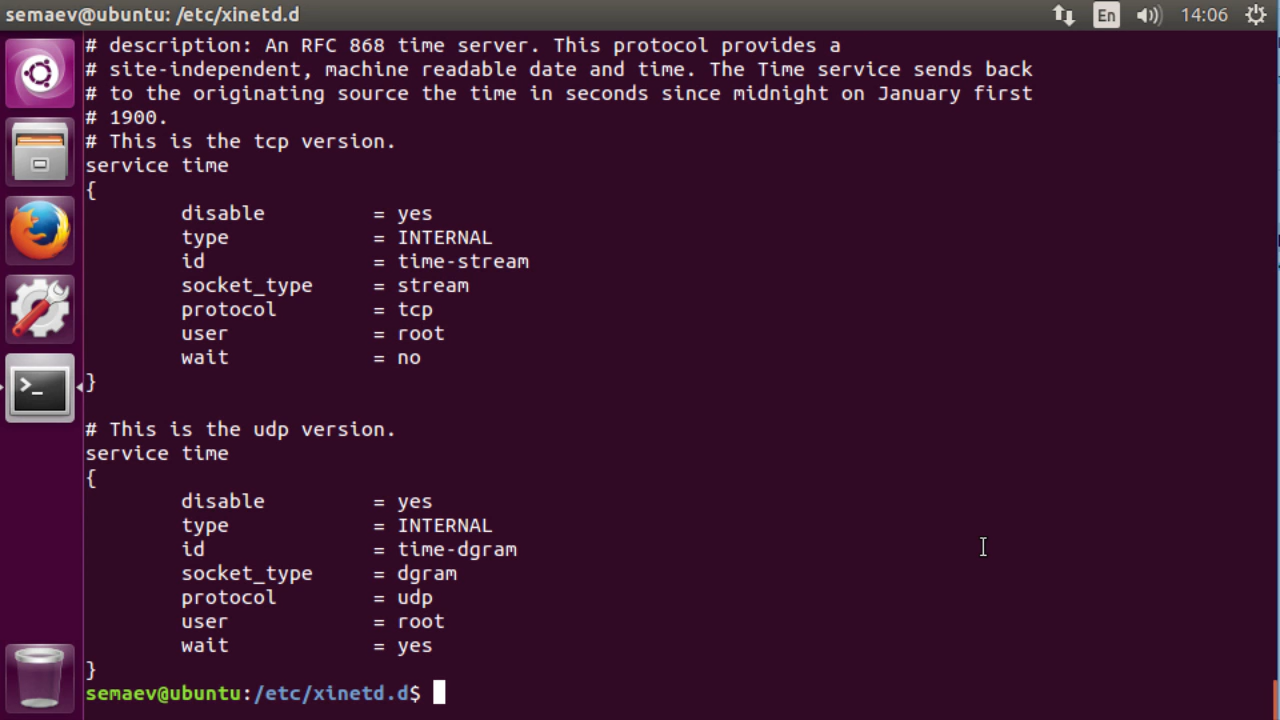 semaev@ubuntu: /etc/xinetd.d
En
14:06
# description: An RFC 868 time server. This protocol provides a
# site-independent, machine readable date and time. The Time service sends back
# to the originating source the time in seconds since midnight on January first
# 1900.
# This is the tcp version.
service time
{
        disable         = yes
        type            = INTERNAL
        id              = time-stream
        socket_type     = stream
        protocol        = tcp
        user            = root
        wait            = no
}

# This is the udp version.
service time
{
        disable         = yes
        type            = INTERNAL
        id              = time-dgram
        socket_type     = dgram
        protocol        = udp
        user            = root
        wait            = yes
}
semaev@ubuntu:/etc/xinetd.d$